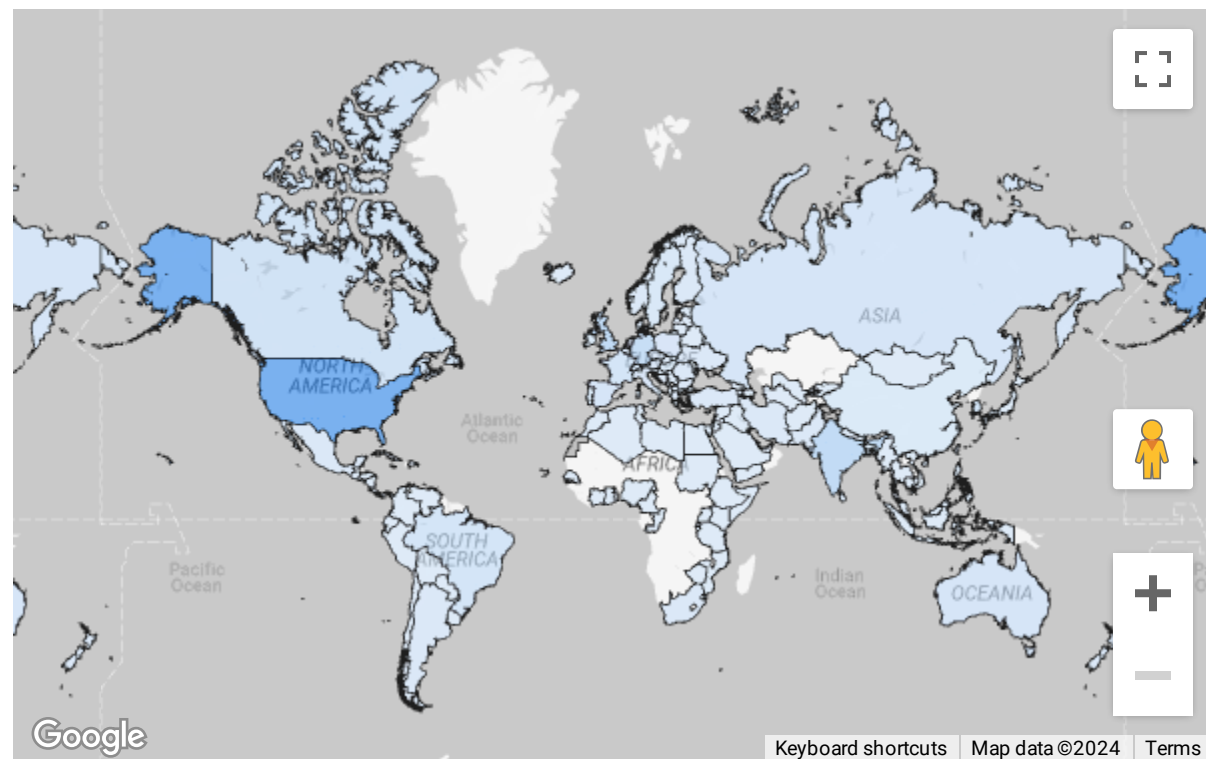 ASIA
NORTH
AMERICA
Atlantic
Ocean
AFRICA
SOUTH
AMERICA
Pacific
Ocean
Indian
Ocean
OCEANIA
Google
Keyboard shortcuts
Map data ©2024
Terms